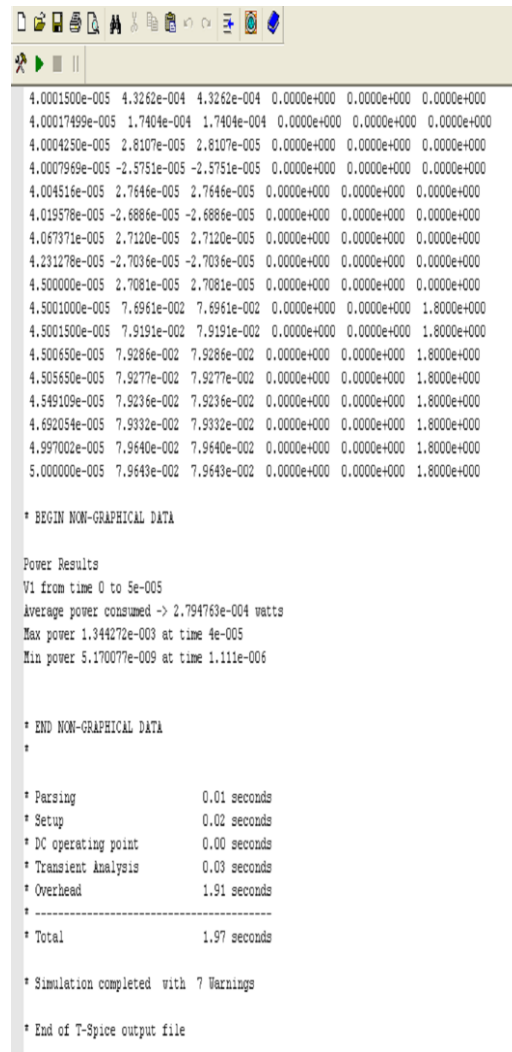 4.0001500e-005 4.3262e-004 4.3262e-004 0.0000e+000 0.0000e+000 0.0000e+000
4.00017499e-005 1.7404e-004 1.7404e-004 0.0000e+000 0.0000e+000 0.0000e+000
4.0004250e-005 2.8107e-005 2.8107e-005 0.0000e+000 0.0000e+000 0.0000e+000
4.0007969e-005 -2.5751e-005 -2.5751e-005 0.0000e+000 0.0000e+000 0.0000e+000
4.004516e-005 2.7646e-005 2.7646e-005 0.0000e+000 0.0000e+000 0.0000e+000
4.019578e-005 -2.6886e-005 -2.6886e-005 0.0000e+000 0.0000e+000 0.0000e+000
4.067371e-005 2.7120e-005 2.7120e-005 0.0000e+000 0.0000e+000 0.0000e+000
4.231278e-005 -2.7036e-005 -2.7036e-005 0.0000e+000 0.0000e+000 0.0000e+000
4.500000e-005 2.7081e-005 2.7081e-005 0.0000e+000 0.0000e+000 0.0000e+000
4.5001000e-005 7.6961e-002 7.6961e-002 0.0000e+000 0.0000e+000 1.8000e+000
4.5001500e-005 7.9191e-002 7.9191e-002 0.0000e+000 0.0000e+000 1.8000e+000
4.500650e-005 7.9286e-002 7.9286e-002 0.0000e+000 0.0000e+000 1.8000e+000
4.505650e-005 7.9277e-002 7.9277e-002 0.0000e+000 0.0000e+000 1.8000e+000
4.549109e-005 7.9236e-002 7.9236e-002 0.0000e+000 0.0000e+000 1.8000e+000
4.692054e-005 7.9332e-002 7.9332e-002 0.0000e+000 0.0000e+000 1.8000e+000
4.997002e-005 7.9640e-002 7.9640e-002 0.0000e+000 0.0000e+000 1.8000e+000
5.000000e-005 7.9643e-002 7.9643e-002 0.0000e+000 0.0000e+000 1.8000e+000
* BEGIN NON-GRAPHICAL DATA
Power Results
V1 from time 0 to 5e-005
Average power consumed -> 2.794763e-004 watts
Max power 1.344272e-003 at time 4e-005
Min power 5.170077e-009 at time 1.111e-006
* END NON-GRAPHICAL DATA
*
* Parsing 0.01 seconds
* Setup 0.02 seconds
* DC operating point 0.00 seconds
* Transient Analysis 0.03 seconds
* Overhead 1.91 seconds
* -----------------------------------------
* Total 1.97 seconds
* Simulation completed with 7 Warnings
* End of T-Spice output file